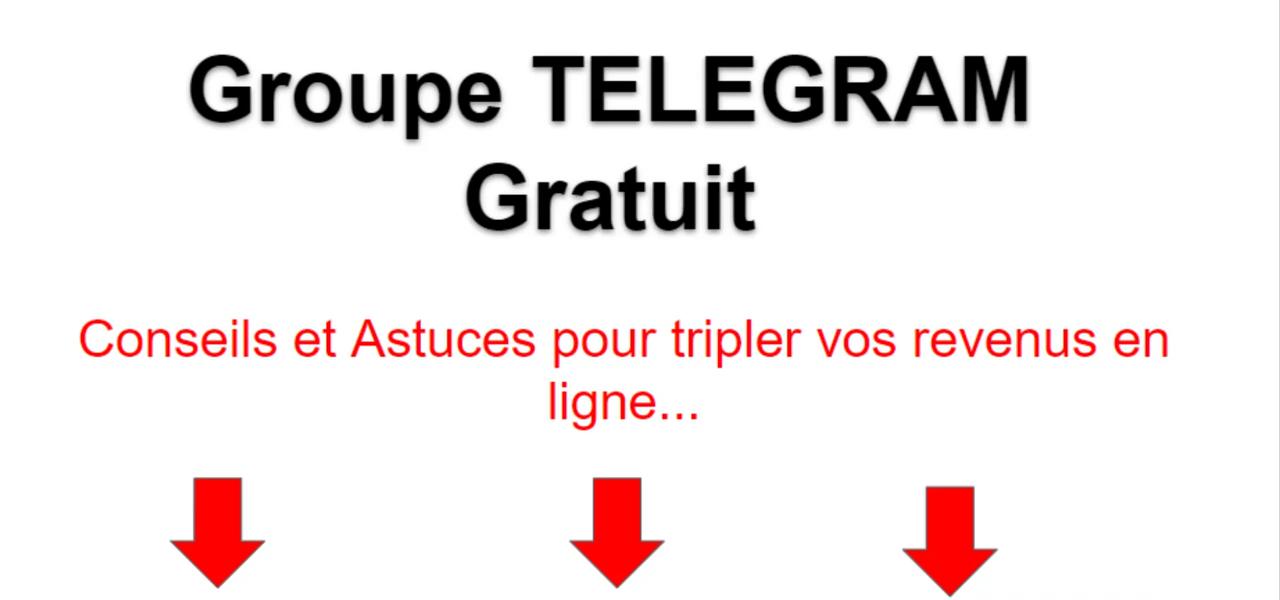 Groupe TELEGRAM
Gratuit
Conseils et Astuces pour tripler vos revenus en
ligne...